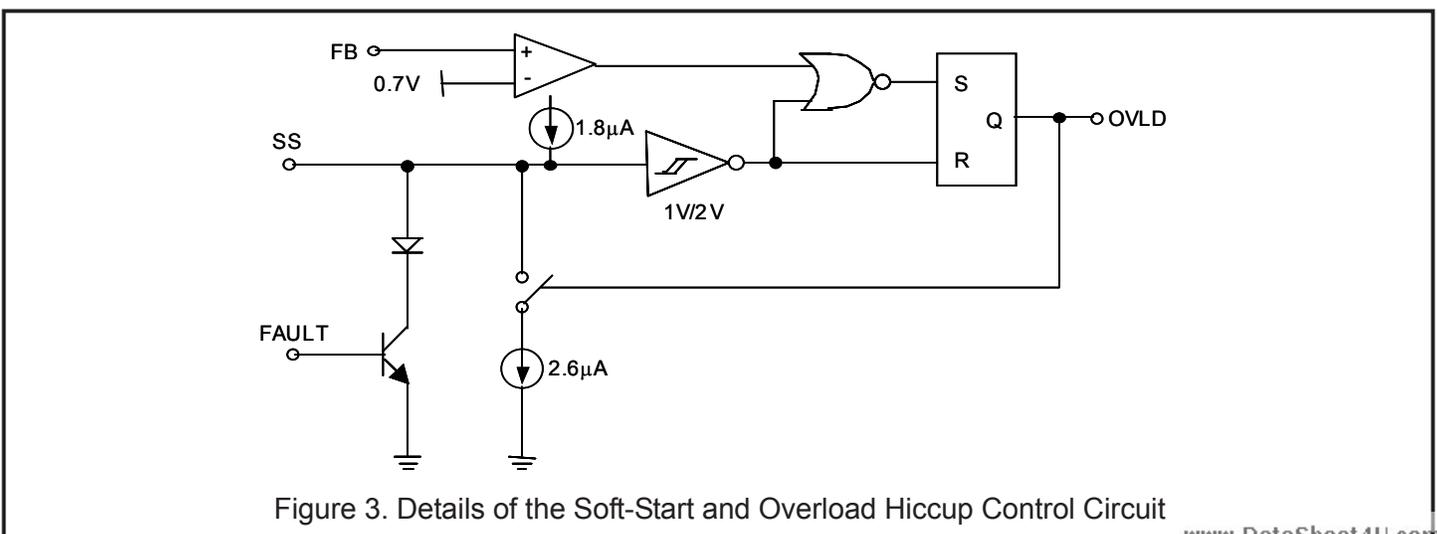 FB
+
0.7V
-
1.8μA
SS
1V/2V
S
Q
R
OVLD
FAULT
2.6μA
Figure 3. Details of the Soft-Start and Overload Hiccup Control Circuit